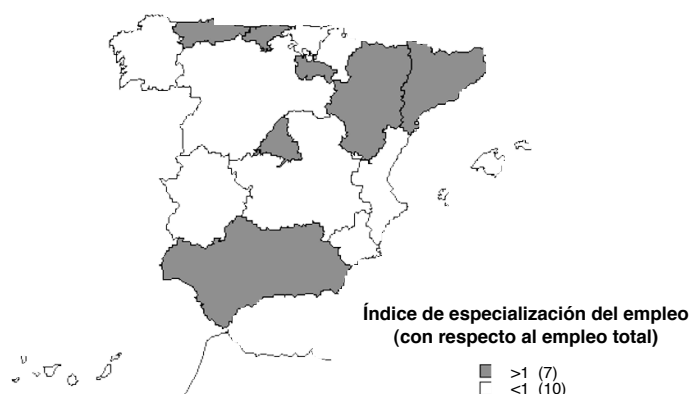 Índice de especialización del empleo
(con respecto al empleo total)
>1 (7)
<1 (10)